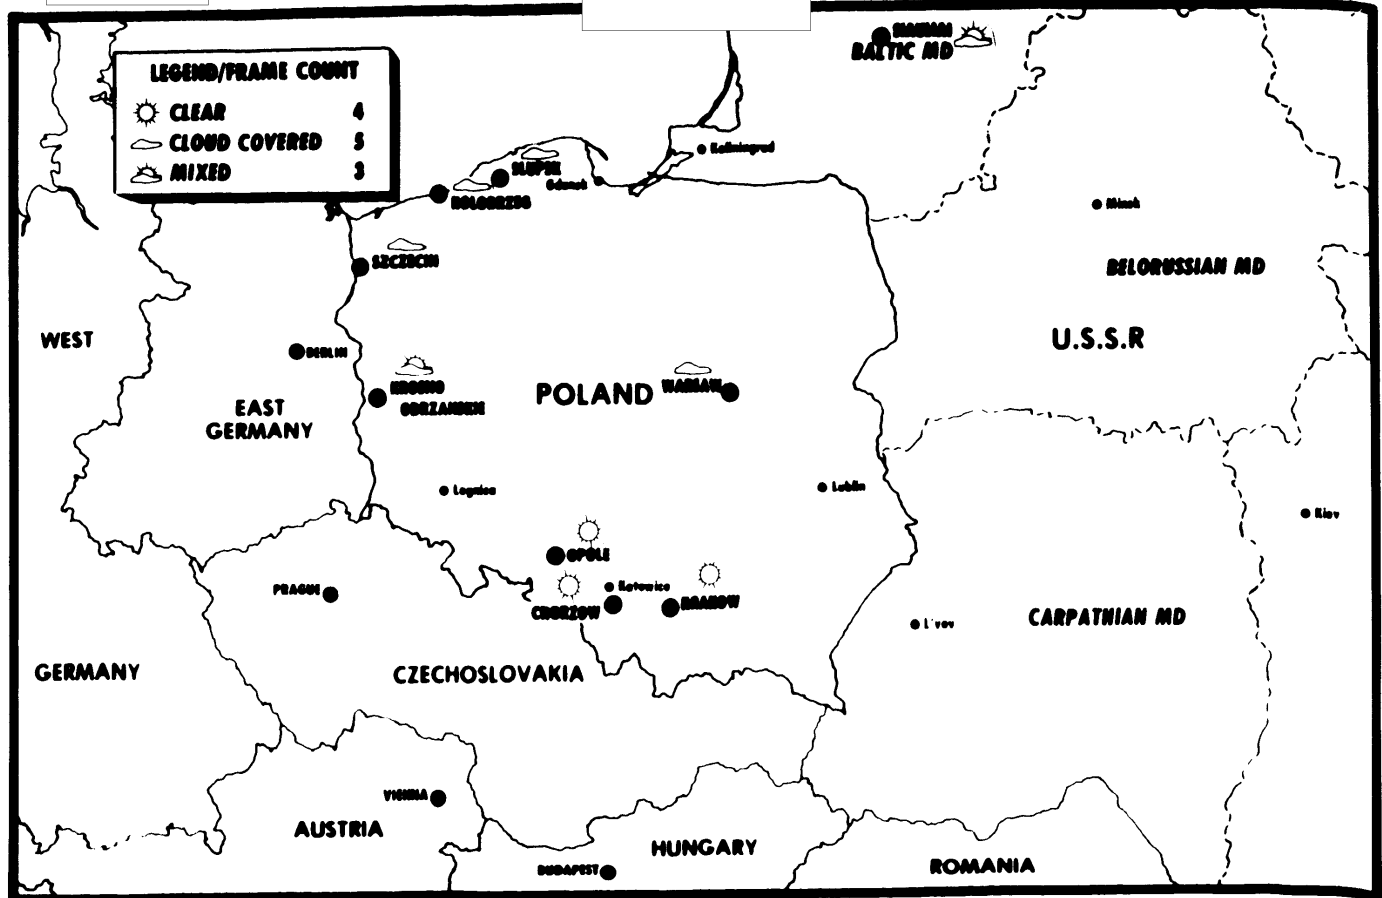 LEGEND/FRAME COUNT
CLEAR 4
CLOUD COVERED 5
MIXED 3
BALTIC MD
Kaliningrad
SLUPSK
Gdansk
KOLOBRZEG
Minsk
SZCZECIN
BELORUSSIAN MD
WEST
U.S.S.R
BERLIN
KROSNO
ODRZANSKIE
POLAND
WARSAW
EAST
GERMANY
Legnica
Lublin
Kiev
OPOLE
PRAGUE
Katowice
CHORZOW
KRAKOW
L'vov
CARPATHIAN MD
GERMANY
CZECHOSLOVAKIA
VIENNA
AUSTRIA
HUNGARY
BUDAPEST
ROMANIA